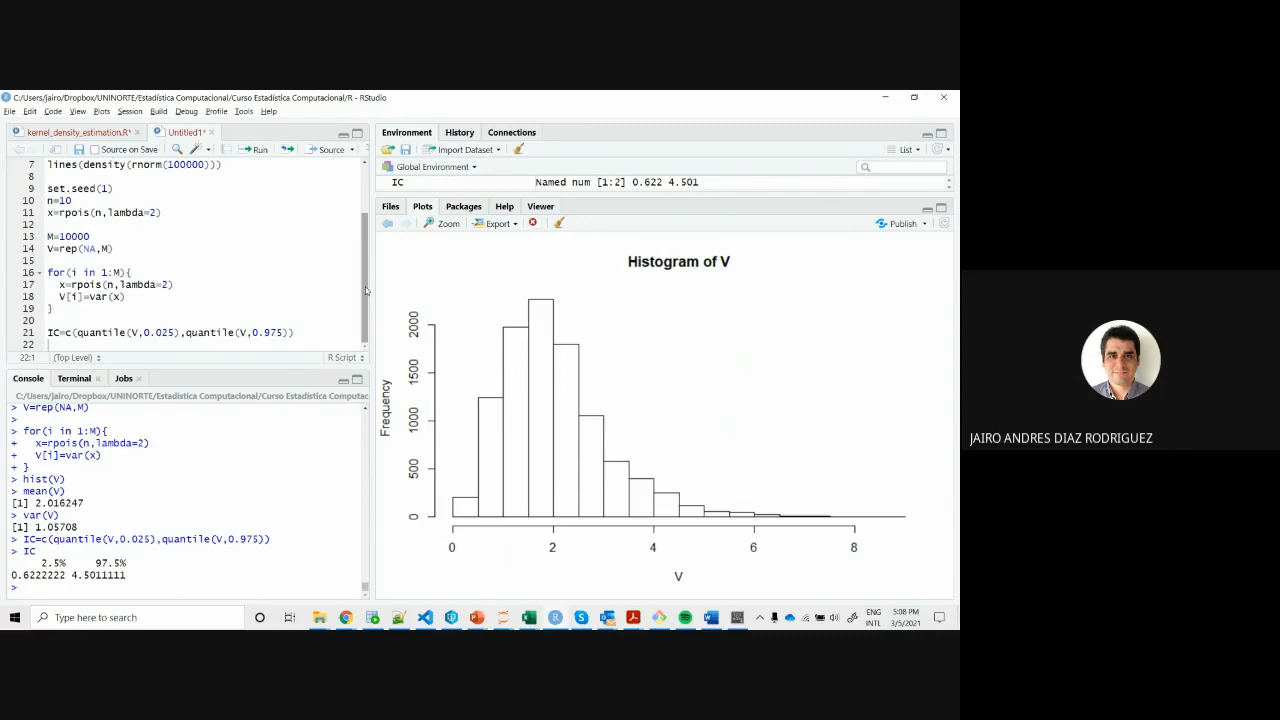 C:/Users/jairo/Dropbox/UNINORTE/Estadística Computacional/Curso Estadística Computacional/R - RStudio
File Edit Code View Plots Session Build Debug Profile Tools Help
kernel_density_estimation.R* × Untitled1* ×
Source on Save Run Source
7 lines(density(rnorm(100000)))
8
9 set.seed(1)
10 n=10
11 x=rpois(n,lambda=2)
12
13 M=10000
14 V=rep(NA,M)
15
16 for(i in 1:M){
17 x=rpois(n,lambda=2)
18 V[i]=var(x)
19 }
20
21 IC=c(quantile(V,0.025),quantile(V,0.975))
22
22:1 (Top Level) R Script
Console Terminal × Jobs ×
C:/Users/jairo/Dropbox/UNINORTE/Estadística Computacional/Curso Estadística Computac
> V=rep(NA,M)
>
> for(i in 1:M){
+ x=rpois(n,lambda=2)
+ V[i]=var(x)
+ }
> hist(V)
> mean(V)
[1] 2.016247
> var(V)
[1] 1.05708
> IC=c(quantile(V,0.025),quantile(V,0.975))
> IC
2.5% 97.5%
0.6222222 4.5011111
>
Environment History Connections
Import Dataset List
Global Environment
IC Named num [1:2] 0.622 4.501
Files Plots Packages Help Viewer
Zoom Export Publish
Histogram of V
Frequency
2000
1500
1000
500
0
0 2 4 6 8
V
JAIRO ANDRES DIAZ RODRIGUEZ
Type here to search
ENG
INTL
5:08 PM
3/5/2021